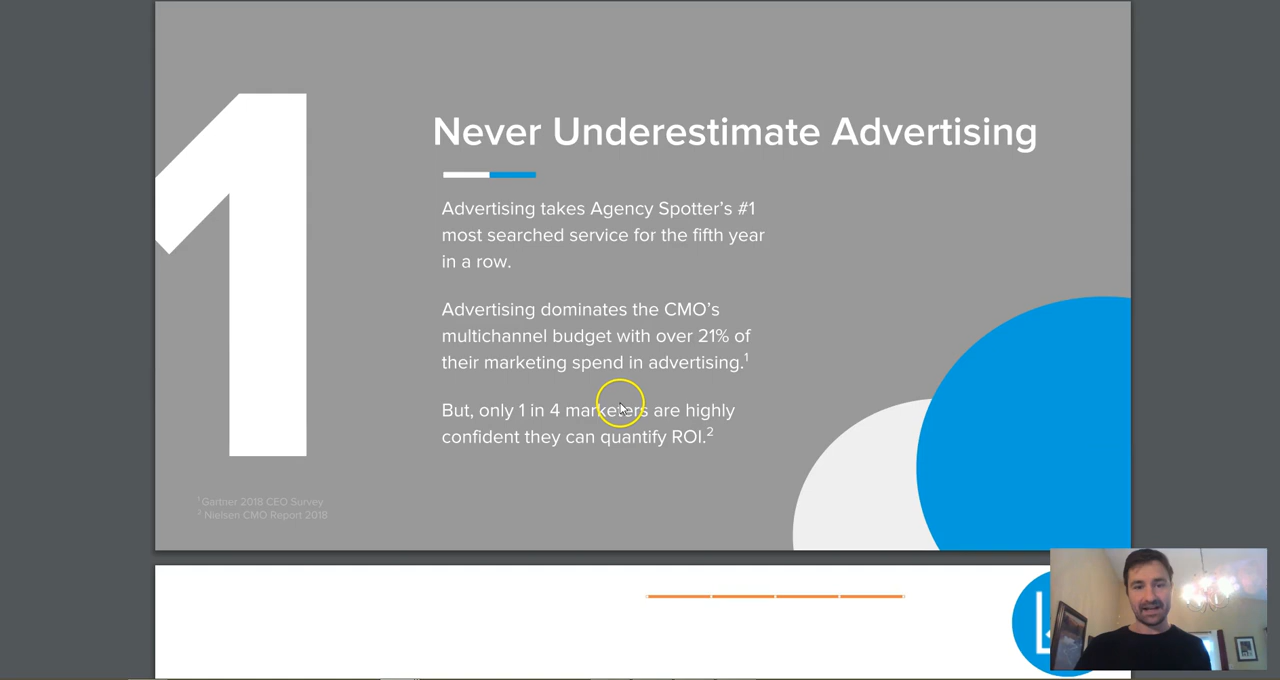 1
Never Underestimate Advertising
Advertising takes Agency Spotter's #1
most searched service for the fifth year
in a row.
Advertising dominates the CMO's
multichannel budget with over 21% of
their marketing spend in advertising.¹
But, only 1 in 4 marketers are highly
confident they can quantify ROI.²
¹ Gartner 2018 CEO Survey
² Nielsen CMO Report 2018